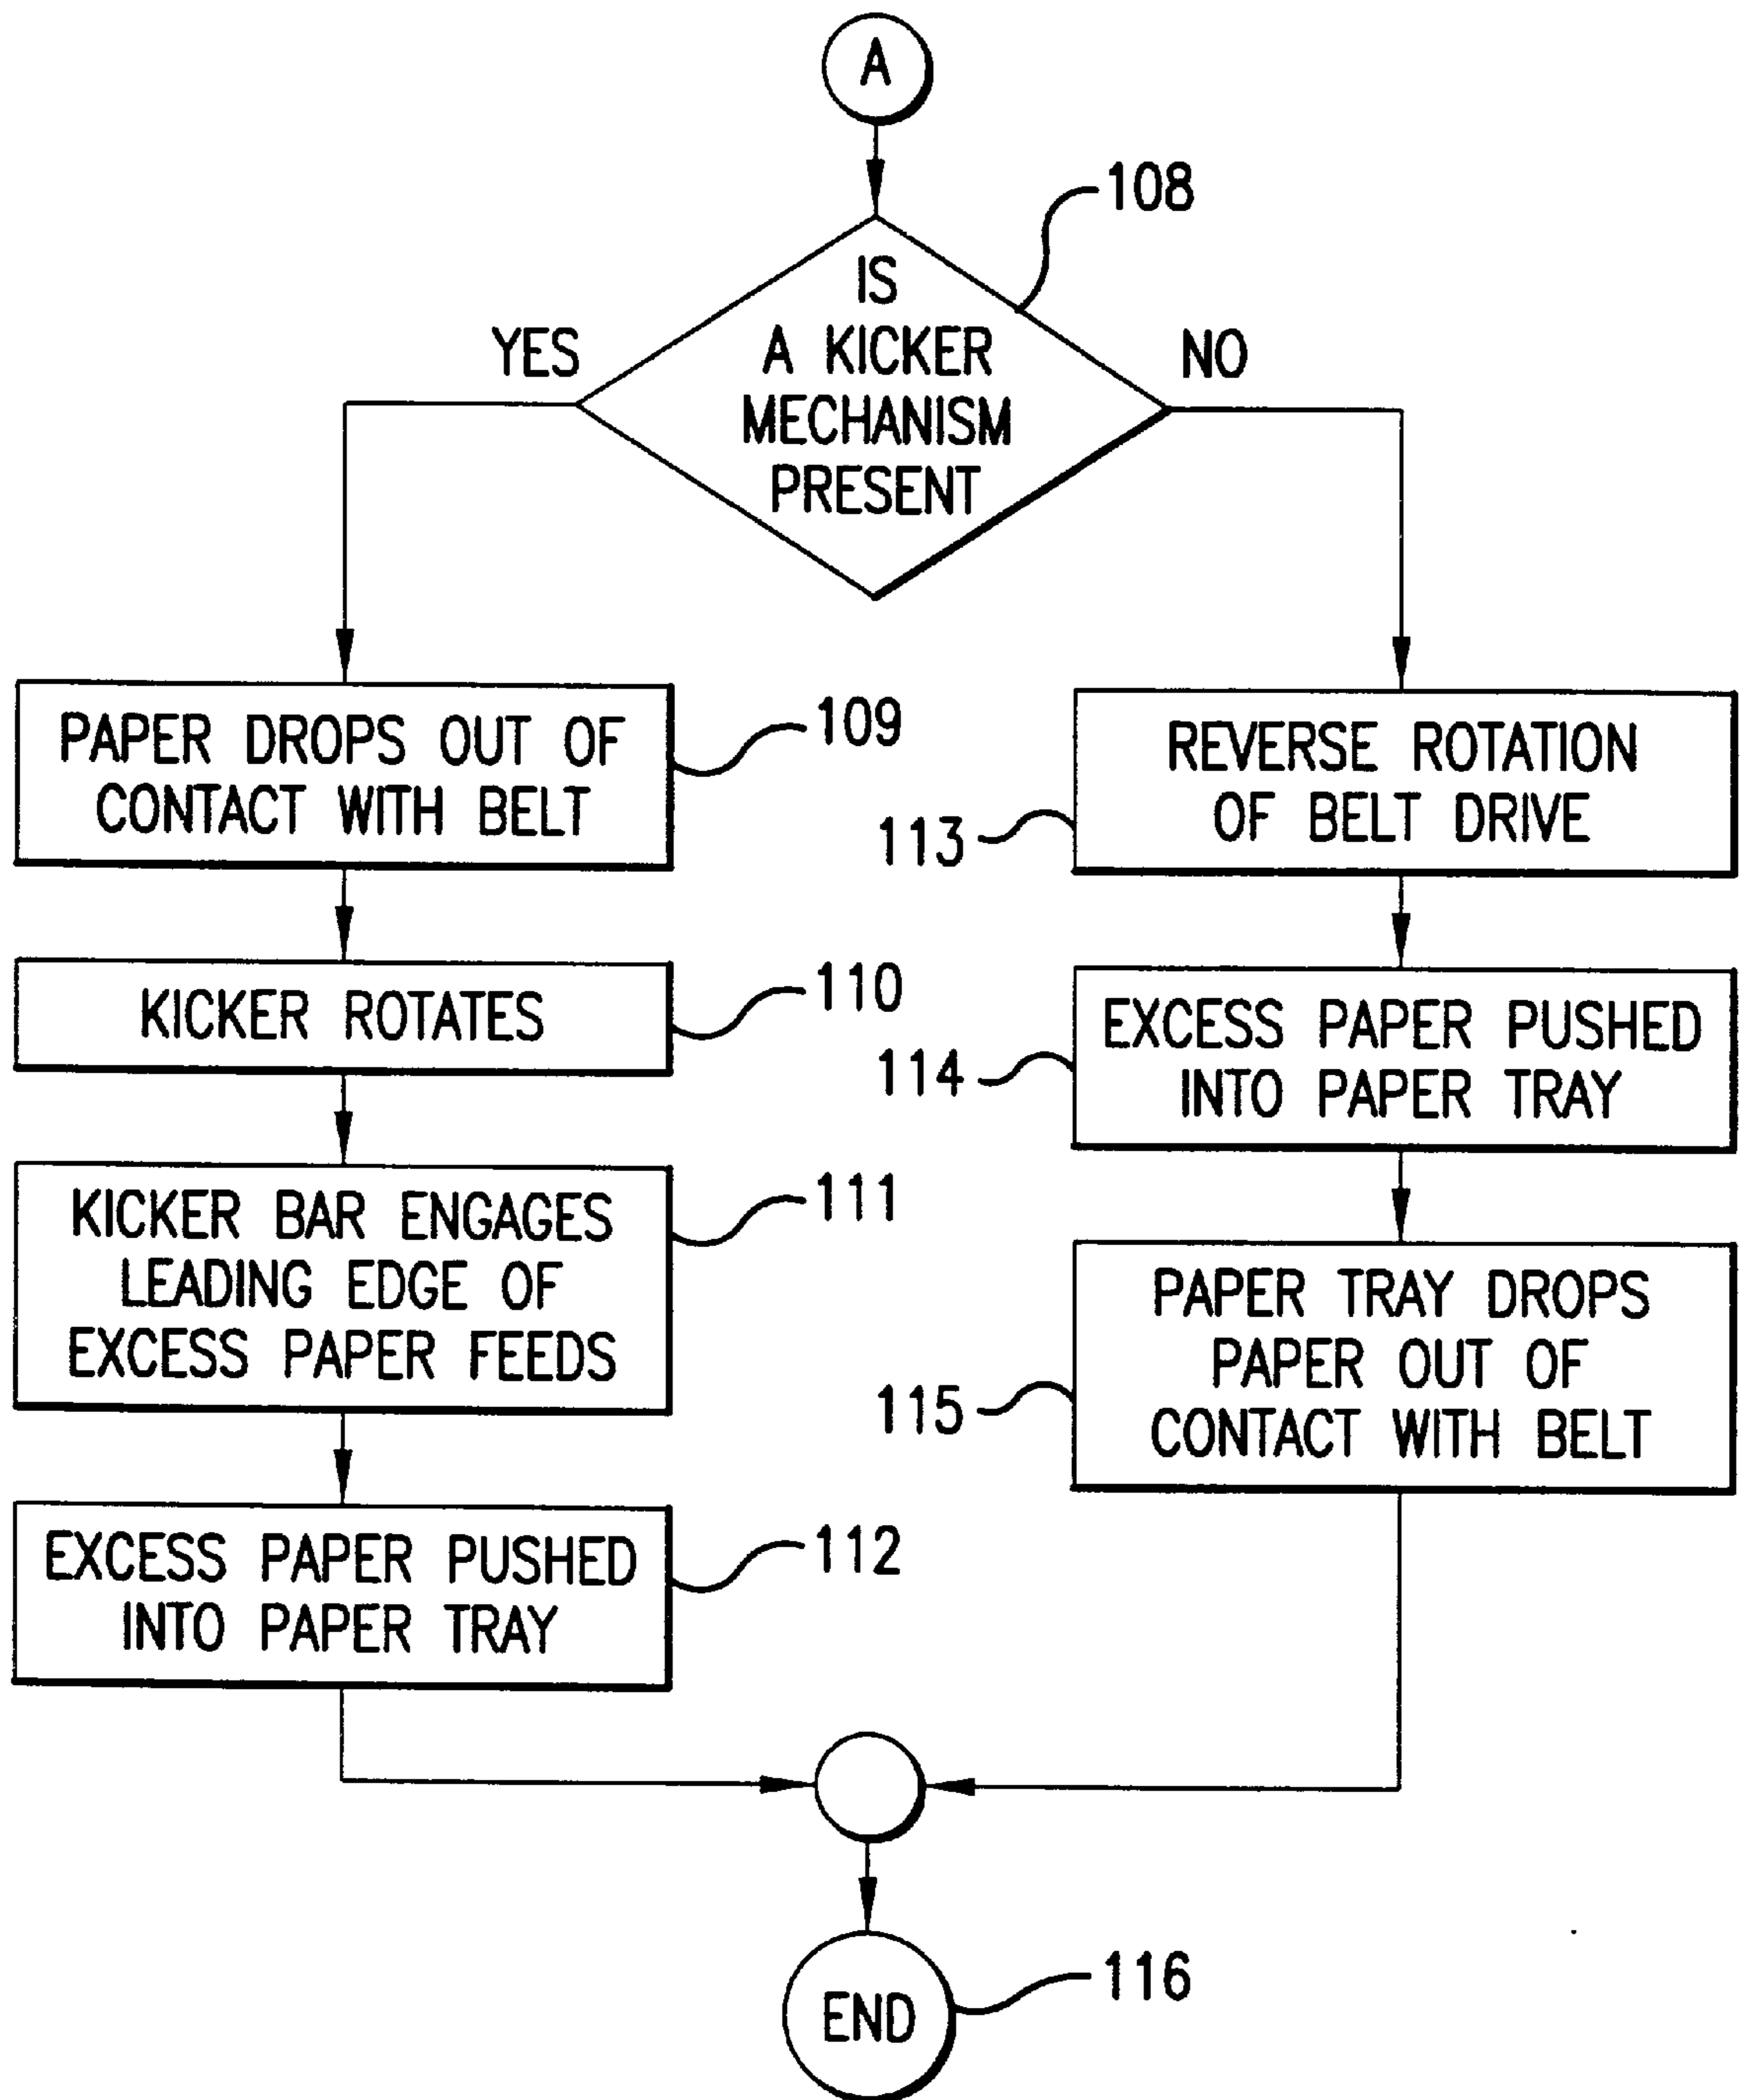 A
108
IS
A KICKER
MECHANISM
PRESENT
YES
NO
PAPER DROPS OUT OF
CONTACT WITH BELT
109
KICKER ROTATES
110
KICKER BAR ENGAGES
LEADING EDGE OF
EXCESS PAPER FEEDS
111
EXCESS PAPER PUSHED
INTO PAPER TRAY
112
REVERSE ROTATION
OF BELT DRIVE
113
EXCESS PAPER PUSHED
INTO PAPER TRAY
114
PAPER TRAY DROPS
PAPER OUT OF
CONTACT WITH BELT
115
END
116